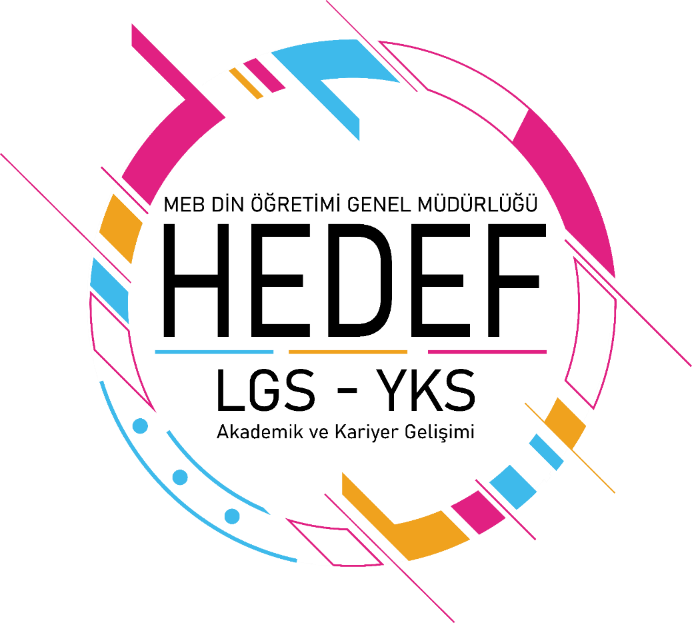 MEB DİN ÖĞRETİMİ GENEL MÜDÜRLÜĞÜ
HEDEF
LGS - YKS
Akademik ve Kariyer Gelişimi